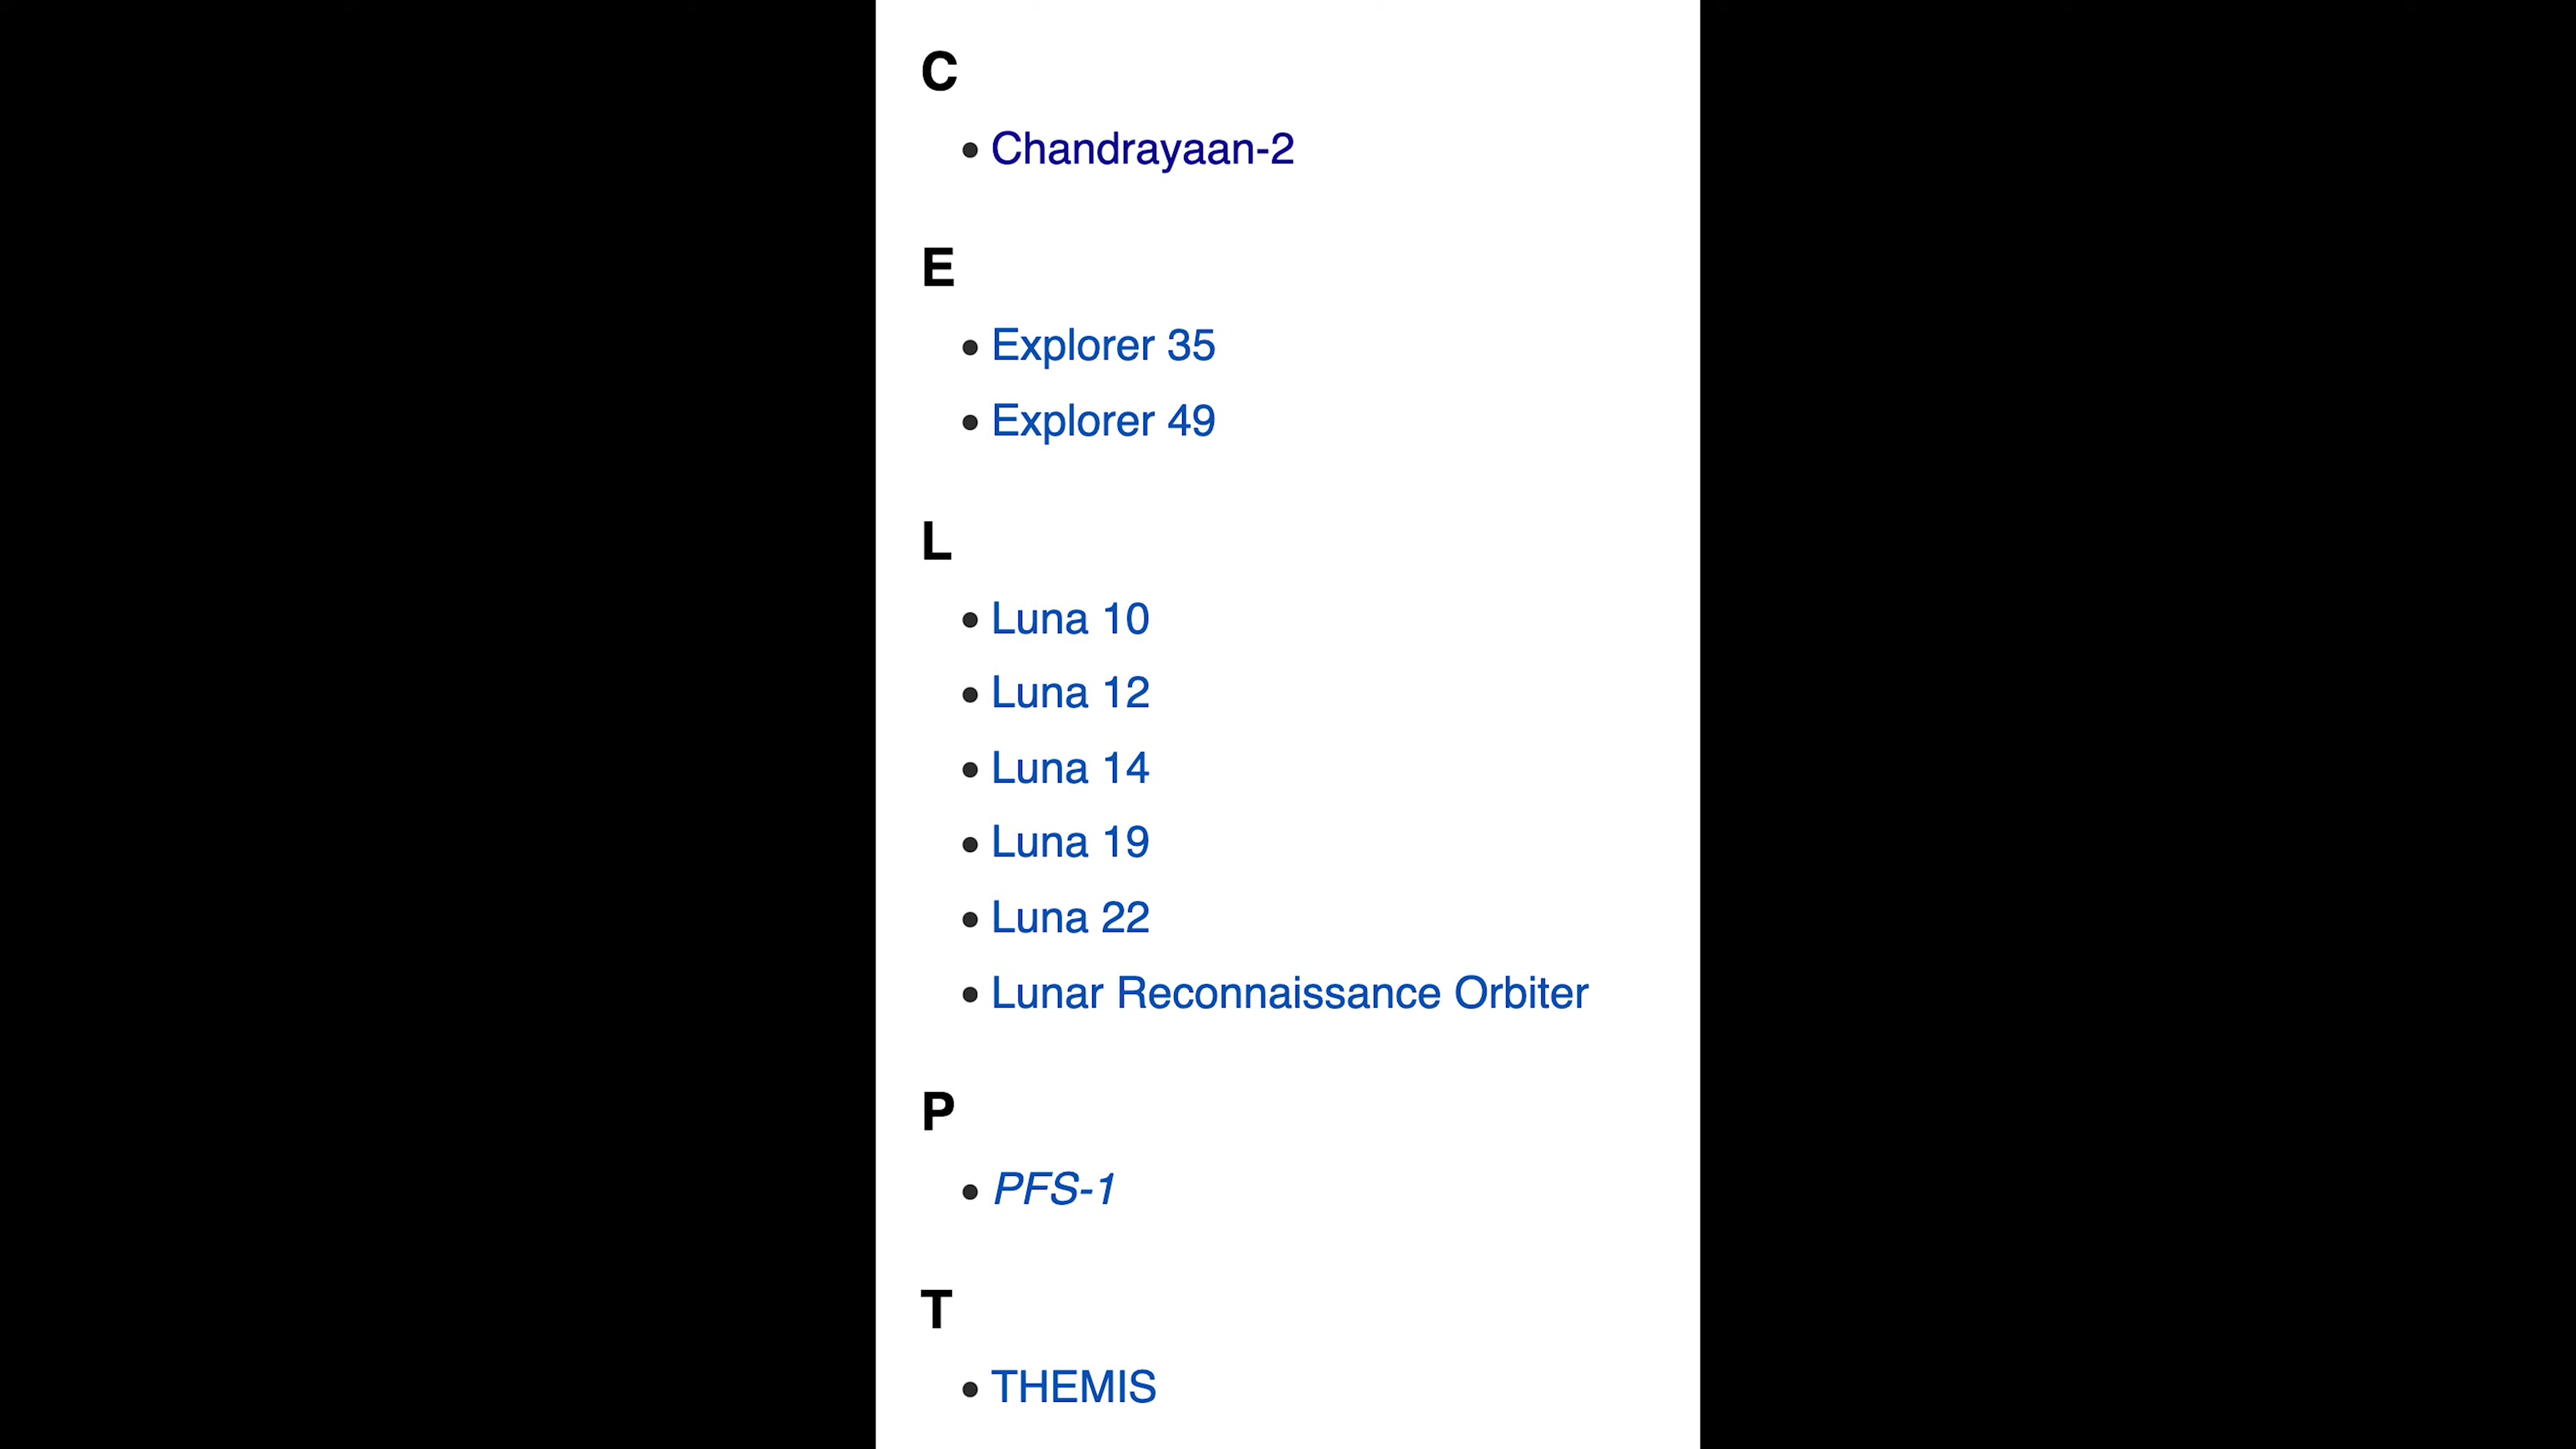 C
Chandrayaan-2
E
Explorer 35
Explorer 49
L
Luna 10
Luna 12
Luna 14
Luna 19
Luna 22
Lunar Reconnaissance Orbiter
P
PFS-1
T
THEMIS